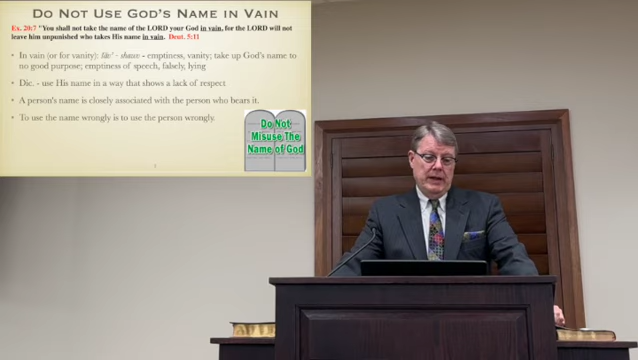 DO NOT USE GOD'S NAME IN VAIN
Ex. 20:7 "You shall not take the name of the LORD your God in vain, for the LORD will not
leave him unpunished who takes His name in vain. Deut. 5:11
• In vain (or for vanity): - emptiness, vanity; take up God's name to
no good purpose; emptiness of speech, falsely, lying
• Dic. - use His name in a way that shows a lack of respect
• A person's name is closely associated with the person who bears it.
• To use the name wrongly is to use the person wrongly.
Do Not
Misuse The
Name of God